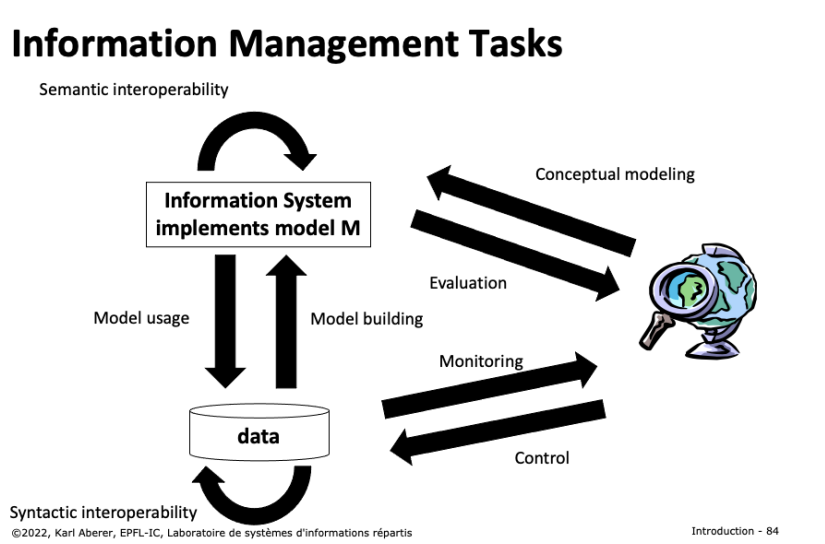 Information Management Tasks
Semantic interoperability
Conceptual modeling
Information System
implements model M
Evaluation
Model usage
Model building
Monitoring
data
Control
Syntactic interoperability
©2022, Karl Aberer, EPFL-IC, Laboratoire de systèmes d'informations répartis
Introduction - 84